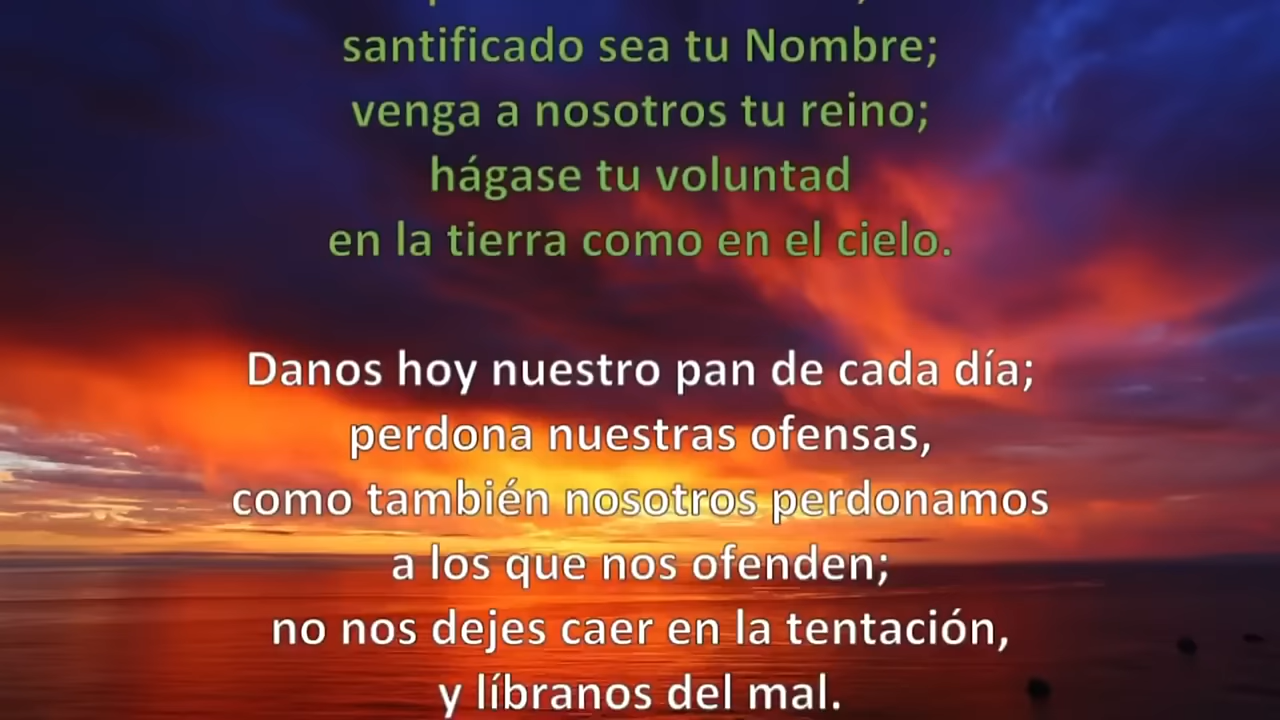 santificado sea tu Nombre;
venga a nosotros tu reino;
hágase tu voluntad
en la tierra como en el cielo.
Danos hoy nuestro pan de cada día;
perdona nuestras ofensas,
como también nosotros perdonamos
a los que nos ofenden;
no nos dejes caer en la tentación,
y líbranos del mal.